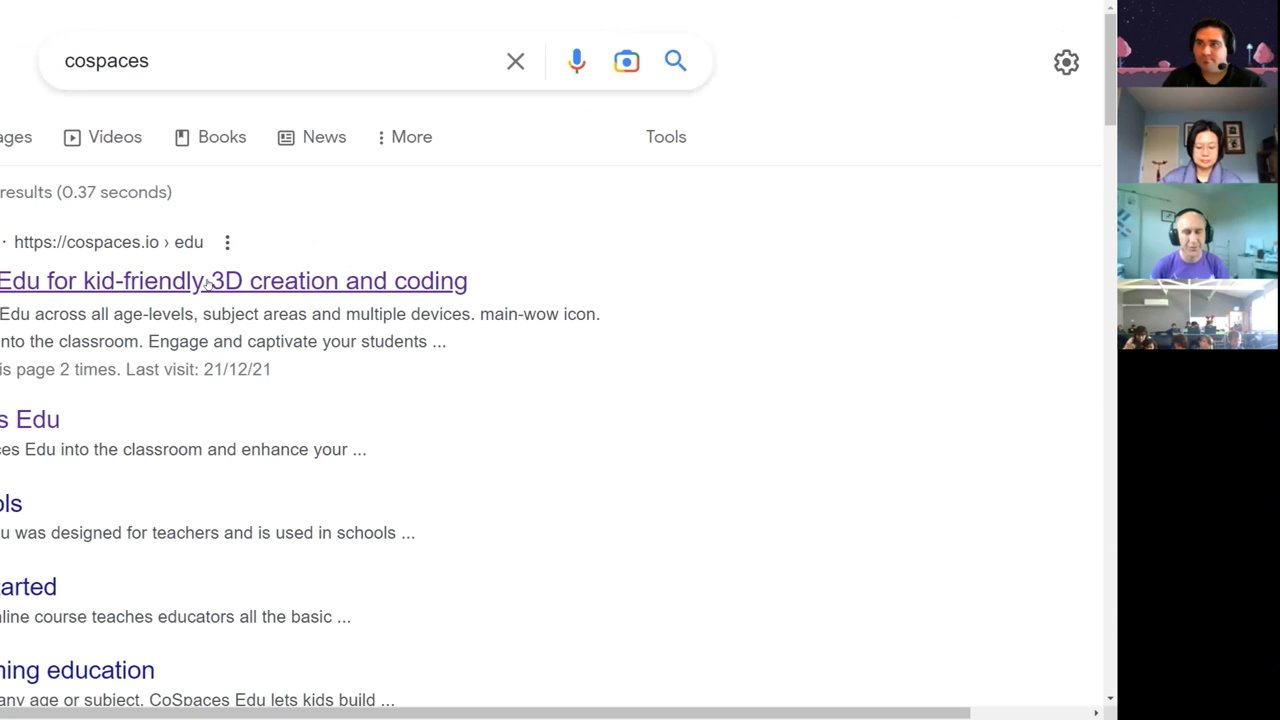 cospaces
ages Videos Books News More Tools
results (0.37 seconds)
· https://cospaces.io › edu
Edu for kid-friendly 3D creation and coding
Edu across all age-levels, subject areas and multiple devices. main-wow icon.
nto the classroom. Engage and captivate your students ...
is page 2 times. Last visit: 21/12/21
s Edu
ces Edu into the classroom and enhance your ...
ols
u was designed for teachers and is used in schools ...
tarted
nline course teaches educators all the basic ...
ning education
any age or subject. CoSpaces Edu lets kids build ...